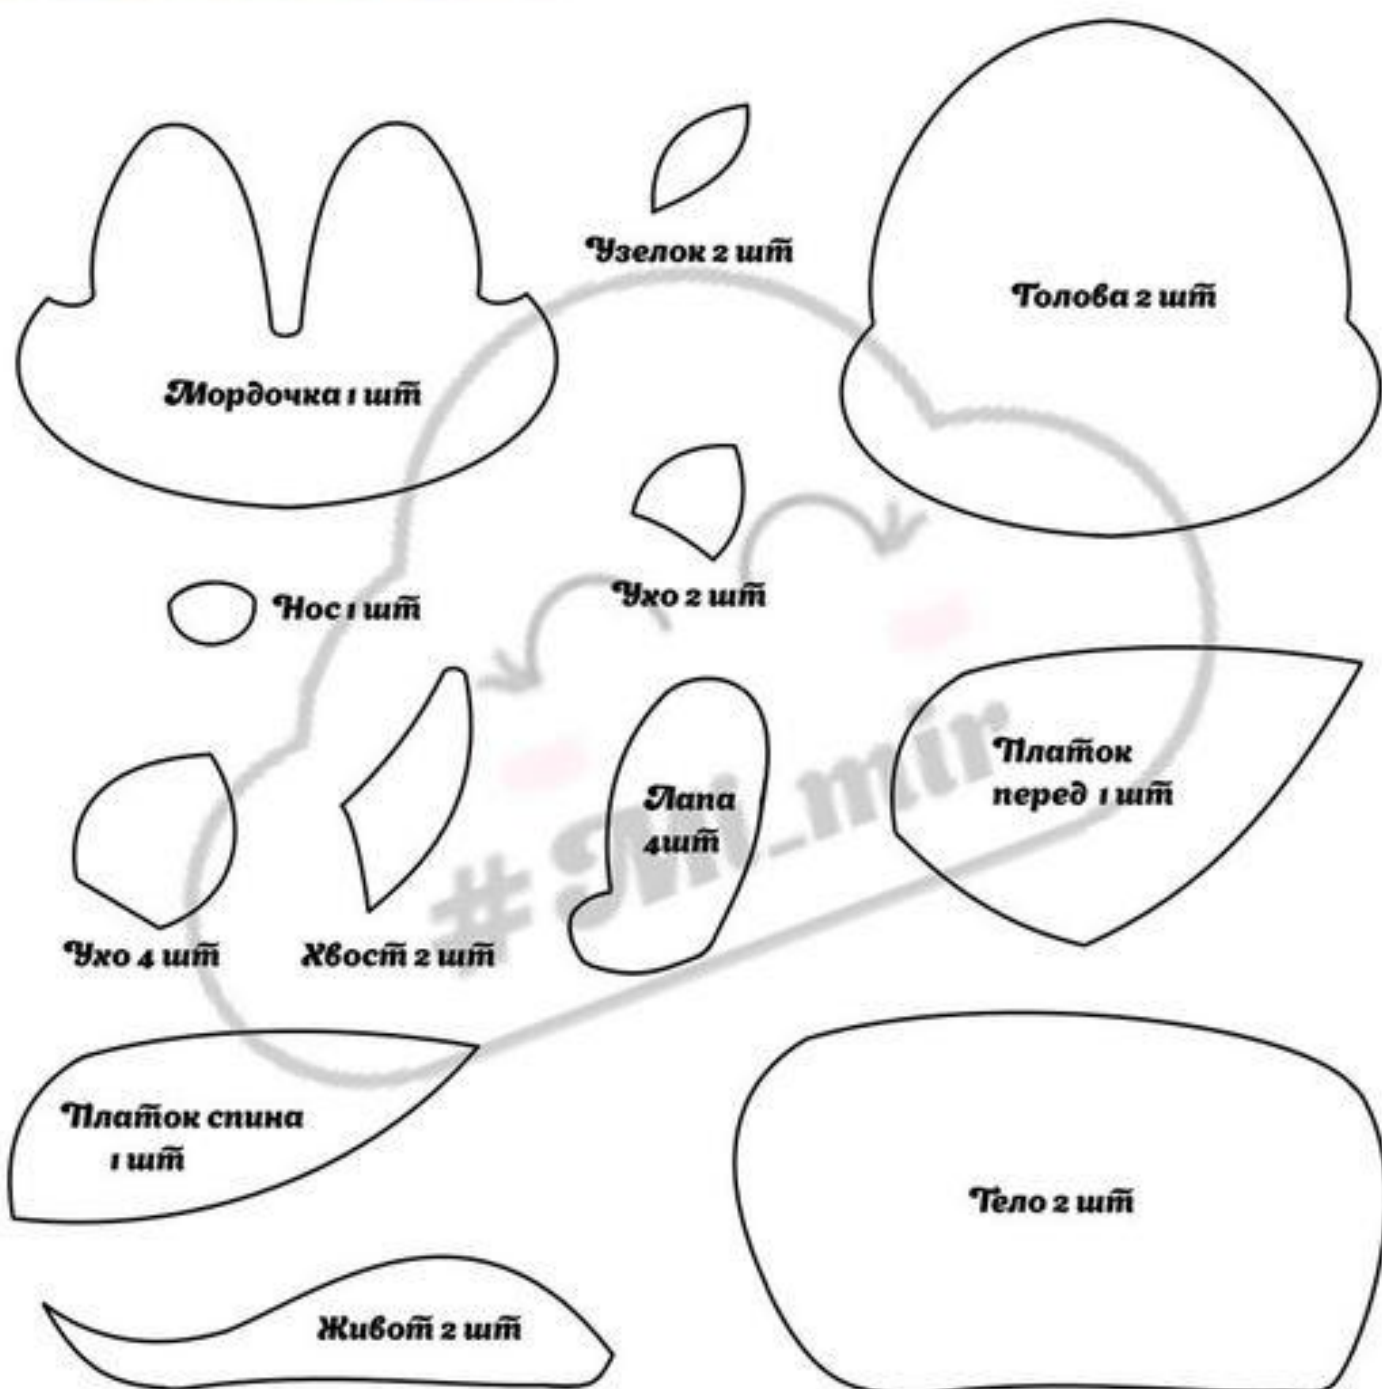 Узелок 2 шт
Голова 2 шт
Мордочка 1 шт
Нос 1 шт
Ухо 2 шт
Платок
перед 1 шт
Лапа
4шт
Ухо 4 шт
Хвост 2 шт
#Mi_mir
Платок спина
1 шт
Тело 2 шт
Живот 2 шт